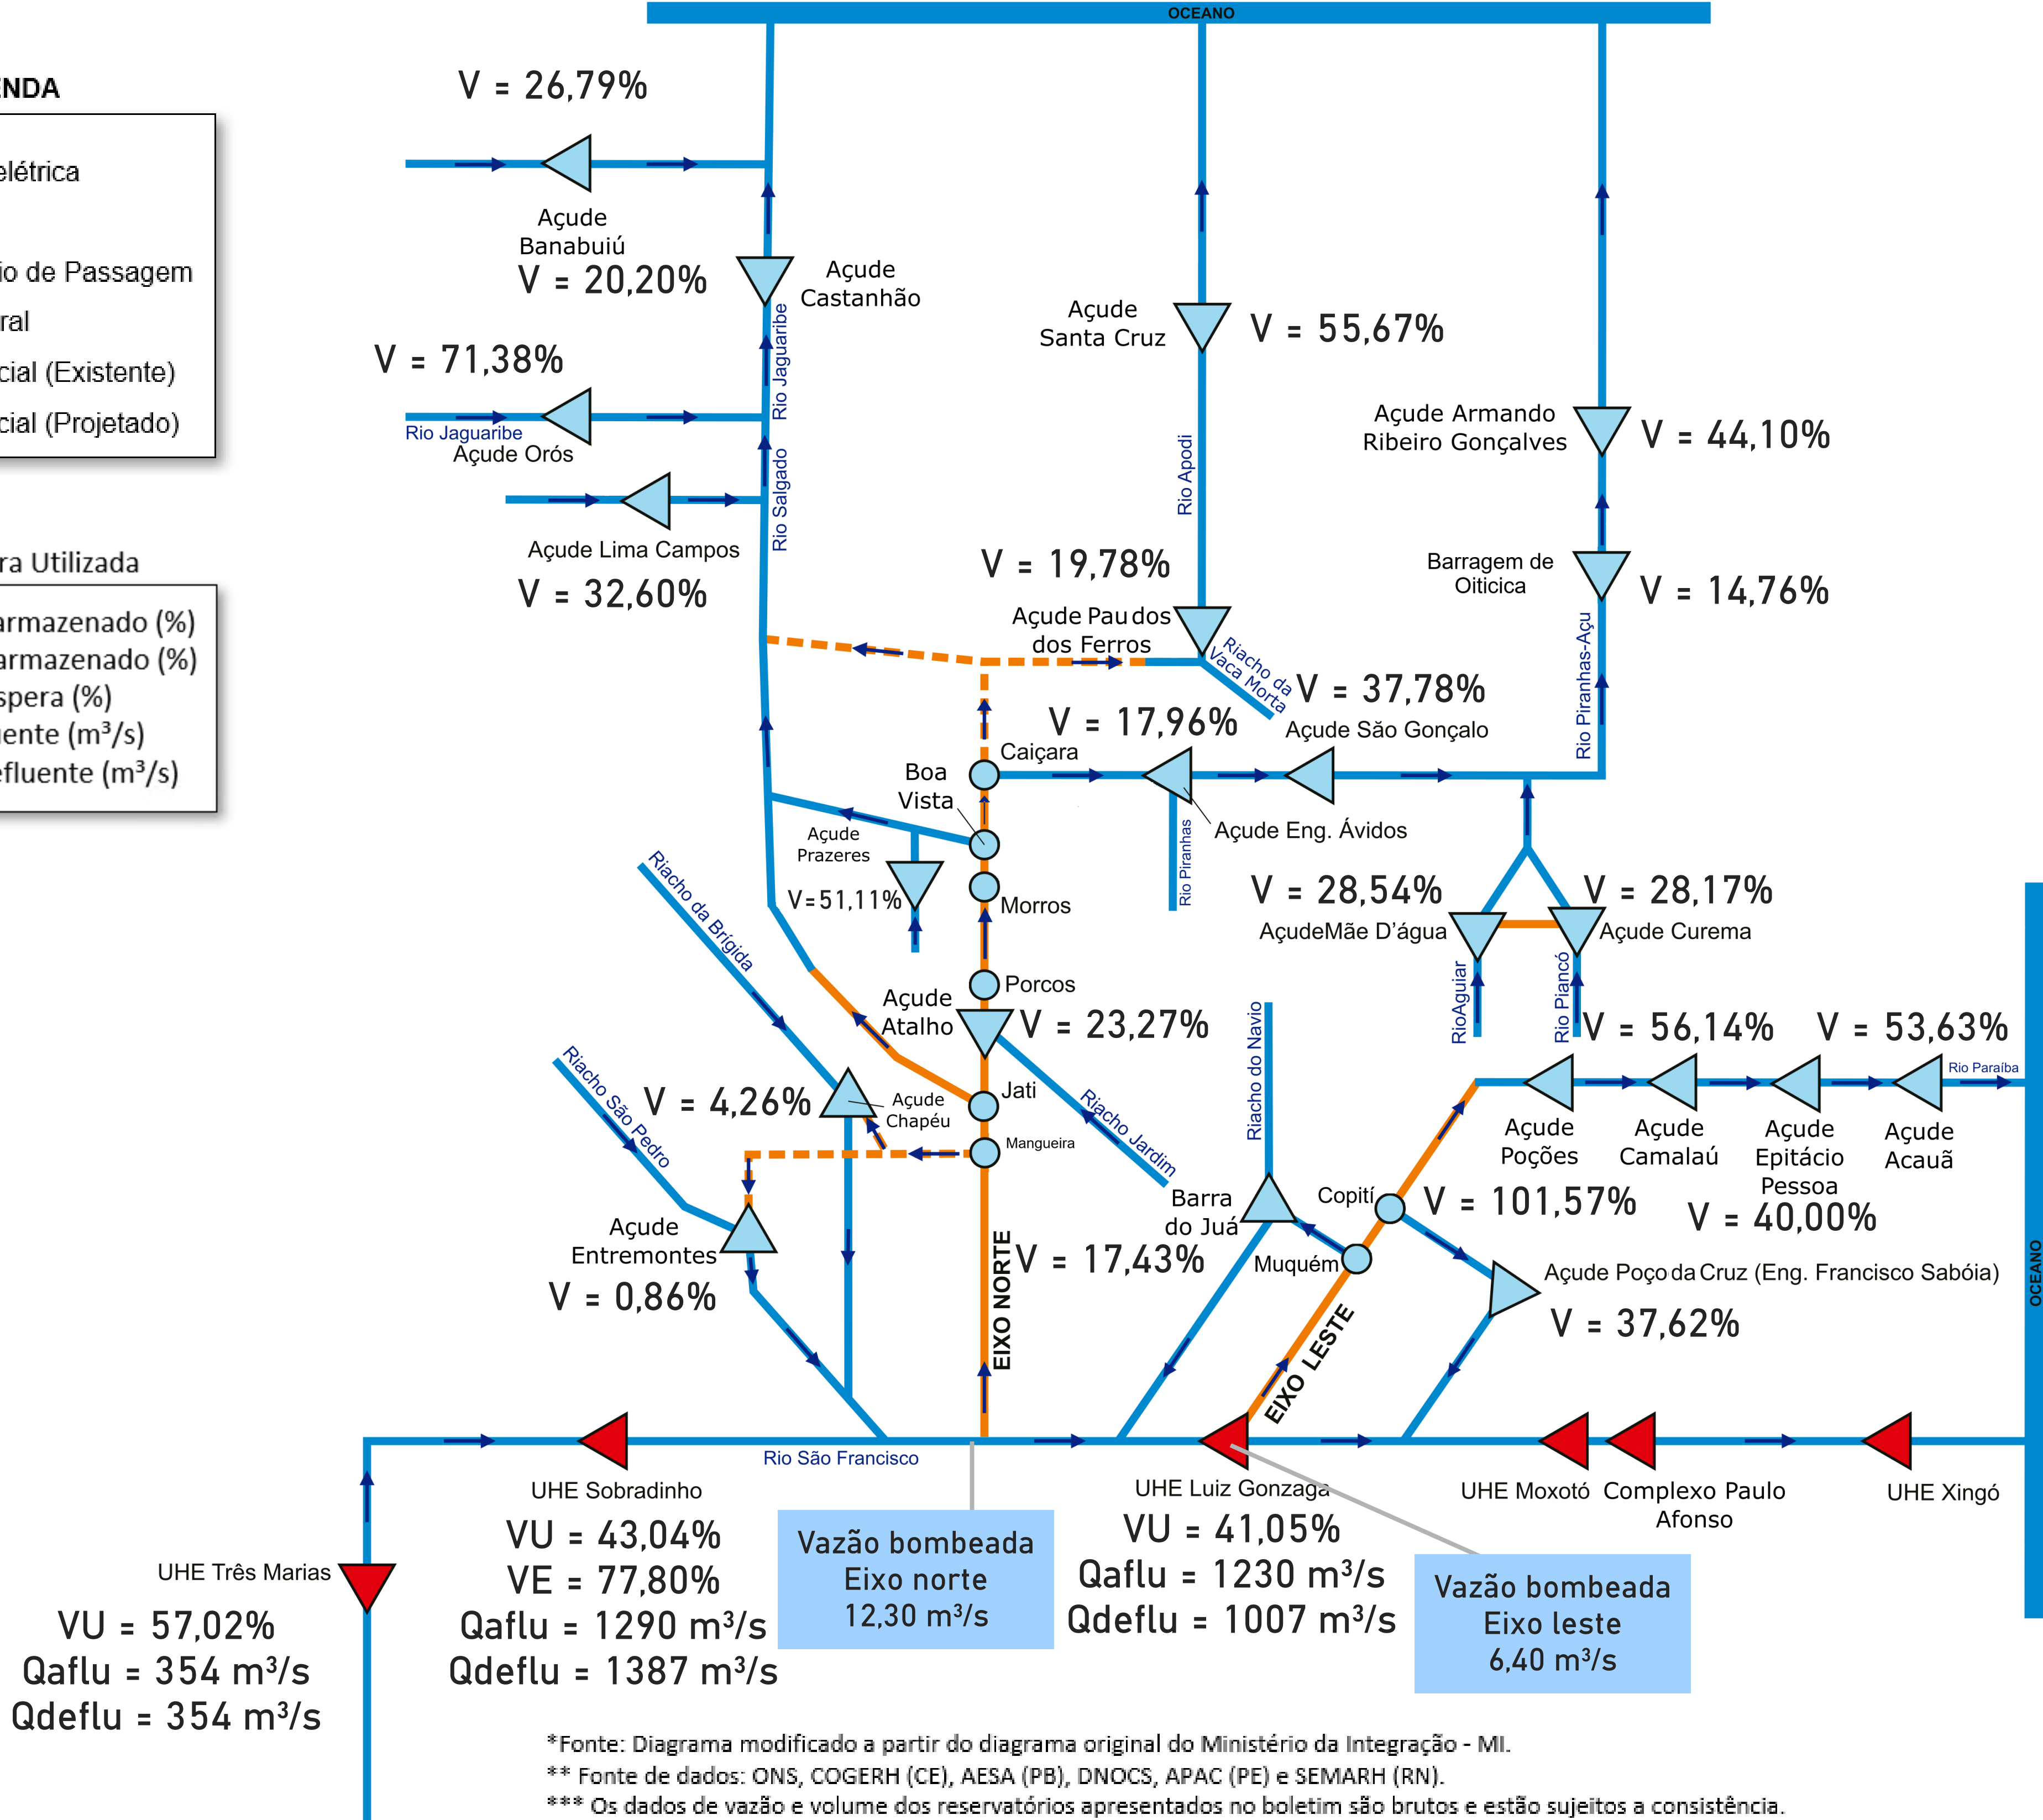 OCEANO
V = 26,79%
Açude
Banabuiú
V = 20,20%
Açude
Castanhão
Rio Jaguaribe
V = 71,38%
Rio Jaguaribe
Açude Orós
Rio Salgado
Açude Lima Campos
V = 32,60%
Açude
Santa Cruz
V = 55,67%
Rio Apodi
Açude Armando
Ribeiro Gonçalves
V = 44,10%
Barragem de
Oiticica
V = 14,76%
Rio Piranhas-Açu
V = 19,78%
Açude Pau dos
dos Ferros
Riacho da
Vaca Morta
V = 37,78%
Açude São Gonçalo
V = 17,96%
Caiçara
Boa
Vista
Açude Eng. Ávidos
Rio Piranhas
Açude
Prazeres
V= 51,11%
Morros
Riacho da Brígida
V = 28,54%
AçudeMãe D'água
V = 28,17%
Açude Curema
RioAguiar
Rio Piancó
Porcos
Açude
Atalho
V = 23,27%
Riacho São Pedro
V = 4,26%
Açude
Chapéu
Jati
Mangueira
Riacho Jardim
Riacho do Navio
V = 56,14%
V = 53,63%
Rio Paraíba
Açude
Poções
Açude
Camalaú
Açude
Epitácio
Pessoa
Açude
Acauã
V = 101,57%
V = 40,00%
Açude
Entremontes
V = 0,86%
EIXO NORTE
V = 17,43%
Barra
do Juá
Copití
Muquém
EIXO LESTE
Açude Poço da Cruz (Eng. Francisco Sabóia)
V = 37,62%
OCEANO
Rio São Francisco
UHE Sobradinho
VU = 43,04%
VE = 77,80%
Qaflu = 1290 m³/s
Qdeflu = 1387 m³/s
Vazão bombeada
Eixo norte
12,30 m³/s
UHE Luiz Gonzaga
VU = 41,05%
Qaflu = 1230 m³/s
Qdeflu = 1007 m³/s
Vazão bombeada
Eixo leste
6,40 m³/s
UHE Moxotó
Complexo Paulo
Afonso
UHE Xingó
UHE Três Marias
VU = 57,02%
Qaflu = 354 m³/s
Qdeflu = 354 m³/s
(Existente)
(Projetado)
de Passagem
Utilizada
armazenado (%)
armazenado (%)
(%)
(m³/s)
(m³/s)
*Fonte: Diagrama modificado a partir do diagrama original do Ministério da Integração - MI.
** Fonte de dados: ONS, COGERH (CE), AESA (PB), DNOCS, APAC (PE) e SEMARH (RN).
*** Os dados de vazão e volume dos reservatórios apresentados no boletim são brutos e estão sujeitos a consistência.